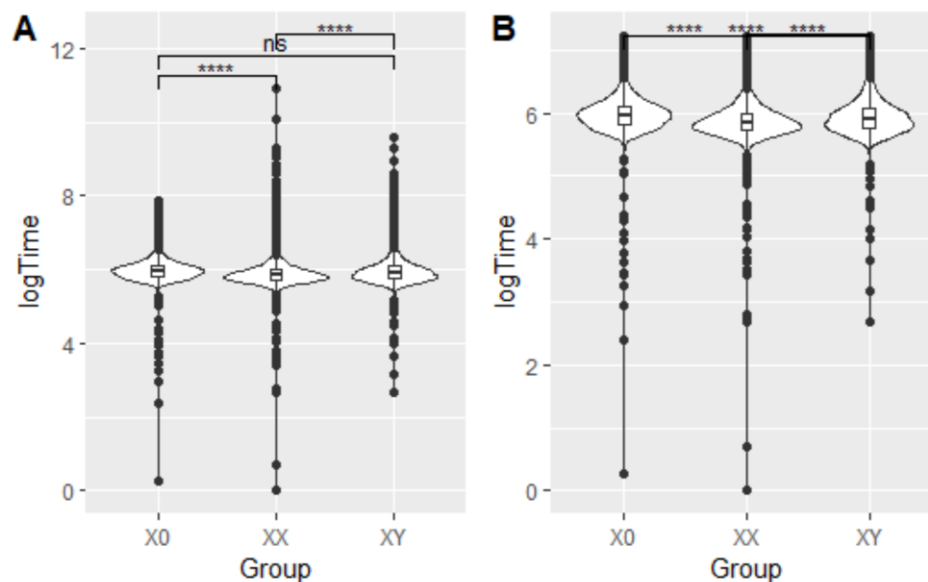 A
****
ns
****
12
8
4
0
logTime
X0 XX XY
Group
B
**** **** ****
6
4
2
0
logTime
X0 XX XY
Group